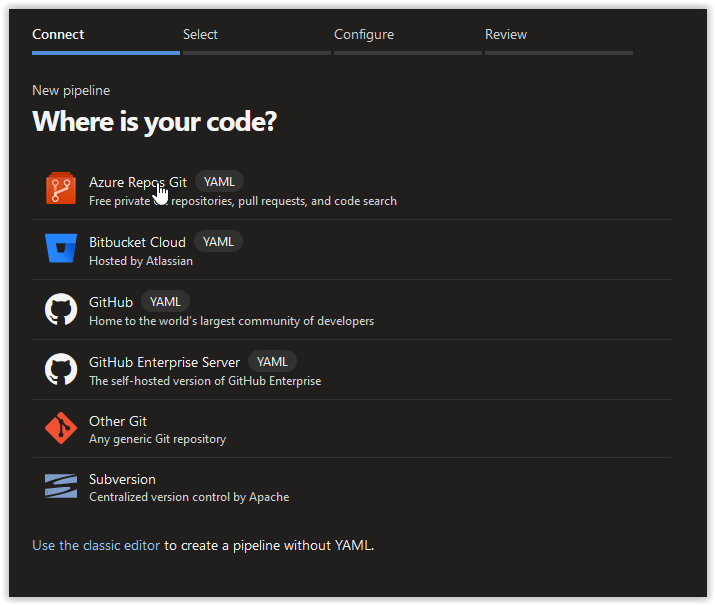 Connect Select Configure Review
New pipeline
Where is your code?
Azure Repos Git YAML
Free private repositories, pull requests, and code search
Bitbucket Cloud YAML
Hosted by Atlassian
GitHub YAML
Home to the world's largest community of developers
GitHub Enterprise Server YAML
The self-hosted version of GitHub Enterprise
Other Git
Any generic Git repository
Subversion
Centralized version control by Apache
Use the classic editor to create a pipeline without YAML.